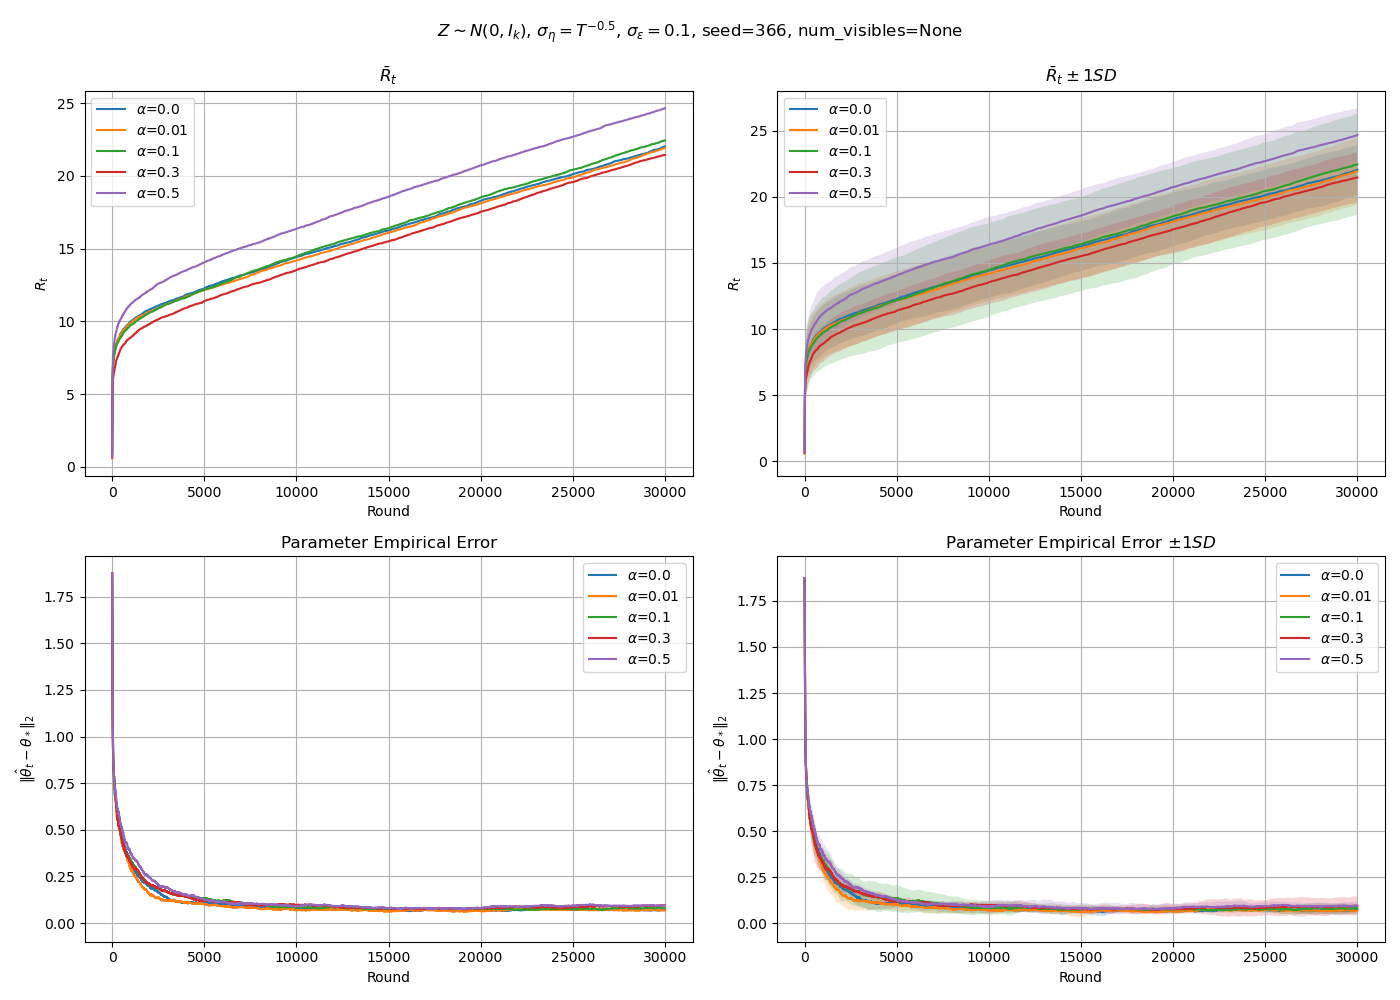 Z ∼ N(0, I_k), σ_η = T^{−0.5}, σ_ε = 0.1, seed=366, num_visibles=None
R̄_t
R_t
25
20
15
10
5
0
α=0.0
α=0.01
α=0.1
α=0.3
α=0.5
0 5000 10000 15000 20000 25000 30000
Round
R̄_t ± 1SD
R_t
25
20
15
10
5
0
α=0.0
α=0.01
α=0.1
α=0.3
α=0.5
0 5000 10000 15000 20000 25000 30000
Round
Parameter Empirical Error
‖θ̂_t − θ_*‖_2
1.75
1.50
1.25
1.00
0.75
0.50
0.25
0.00
α=0.0
α=0.01
α=0.1
α=0.3
α=0.5
0 5000 10000 15000 20000 25000 30000
Round
Parameter Empirical Error ±1SD
‖θ̂_t − θ_*‖_2
1.75
1.50
1.25
1.00
0.75
0.50
0.25
0.00
α=0.0
α=0.01
α=0.1
α=0.3
α=0.5
0 5000 10000 15000 20000 25000 30000
Round